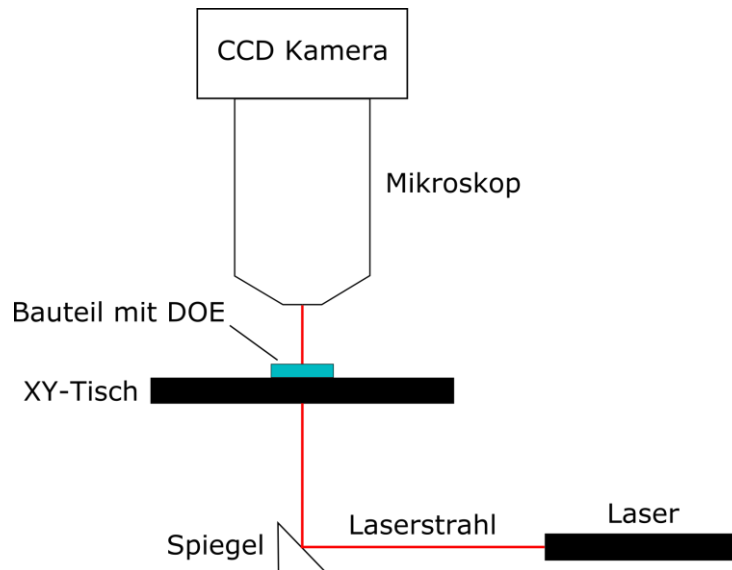 CCD Kamera
Mikroskop
Bauteil mit DOE
XY-Tisch
Laser
Laserstrahl
Spiegel